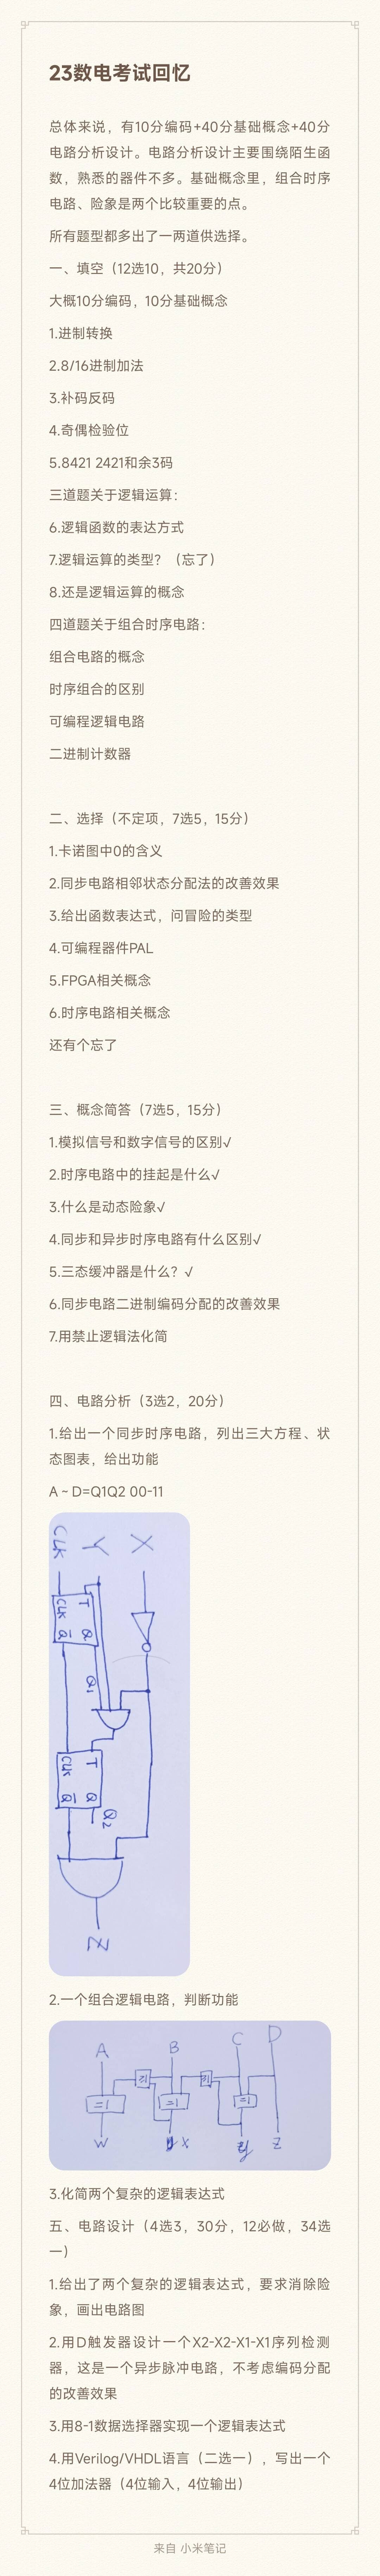 23数电考试回忆
总体来说，有10分编码+40分基础概念+40分
电路分析设计。电路分析设计主要围绕陌生函
数，熟悉的器件不多。基础概念里，组合时序
电路、险象是两个比较重要的点。
所有题型都多出了一两道供选择。
一、填空（12选10，共20分）
大概10分编码，10分基础概念
1.进制转换
2.8/16进制加法
3.补码反码
4.奇偶检验位
5.8421 2421和余3码
三道题关于逻辑运算：
6.逻辑函数的表达方式
7.逻辑运算的类型？（忘了）
8.还是逻辑运算的概念
四道题关于组合时序电路：
组合电路的概念
时序组合的区别
可编程逻辑电路
二进制计数器
二、选择（不定项，7选5，15分）
1.卡诺图中0的含义
2.同步电路相邻状态分配法的改善效果
3.给出函数表达式，问冒险的类型
4.可编程器件PAL
5.FPGA相关概念
6.时序电路相关概念
还有个忘了
三、概念简答（7选5，15分）
1.模拟信号和数字信号的区别√
2.时序电路中的挂起是什么√
3.什么是动态险象√
4.同步和异步时序电路有什么区别√
5.三态缓冲器是什么？√
6.同步电路二进制编码分配的改善效果
7.用禁止逻辑法化简
四、电路分析（3选2，20分）
1.给出一个同步时序电路，列出三大方程、状
态图表，给出功能
A～D=Q1Q2 00-11
X
Y
CLK
T Q
CLK Q̅
Q1
T Q
CLK Q̅
Q2
Z
2.一个组合逻辑电路，判断功能
A B C D
≥1 ≥1
=1 =1 =1
W X y Z
3.化简两个复杂的逻辑表达式
五、电路设计（4选3，30分，12必做，34选
一）
1.给出了两个复杂的逻辑表达式，要求消除险
象，画出电路图
2.用D触发器设计一个X2-X2-X1-X1序列检测
器，这是一个异步脉冲电路，不考虑编码分配
的改善效果
3.用8-1数据选择器实现一个逻辑表达式
4.用Verilog/VHDL语言（二选一），写出一个
4位加法器（4位输入，4位输出）
来自 小米笔记